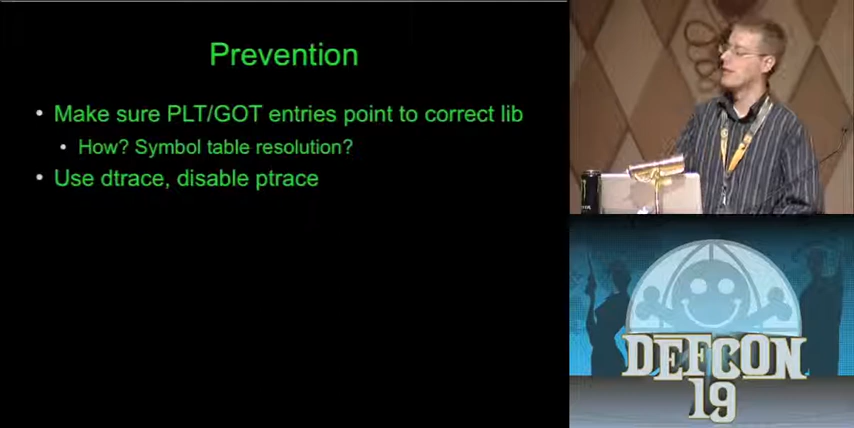 Prevention
Make sure PLT/GOT entries point to correct lib
How? Symbol table resolution?
Use dtrace, disable ptrace
DEFCON
19